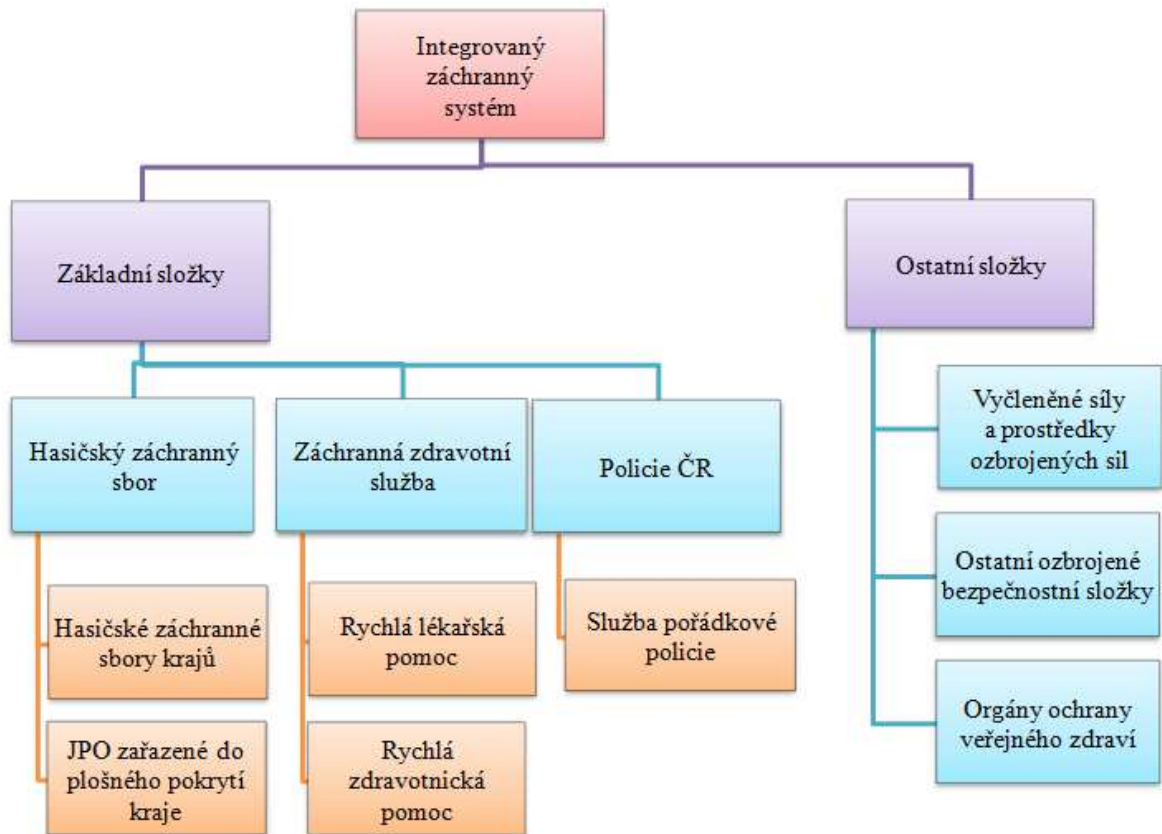 Integrovaný
záchranný
systém
Základní složky
Ostatní složky
Hasičský záchranný
sbor
Záchranná zdravotní
služba
Policie ČR
Vyčleněné síly
a prostředky
ozbrojených sil
Ostatní ozbrojené
bezpečnostní složky
Orgány ochrany
veřejného zdraví
Hasičské záchranné
sbory krajů
Rychlá lékařská
pomoc
Služba pořádkové
policie
JPO zařazené do
plošného pokrytí
kraje
Rychlá
zdravotnická
pomoc